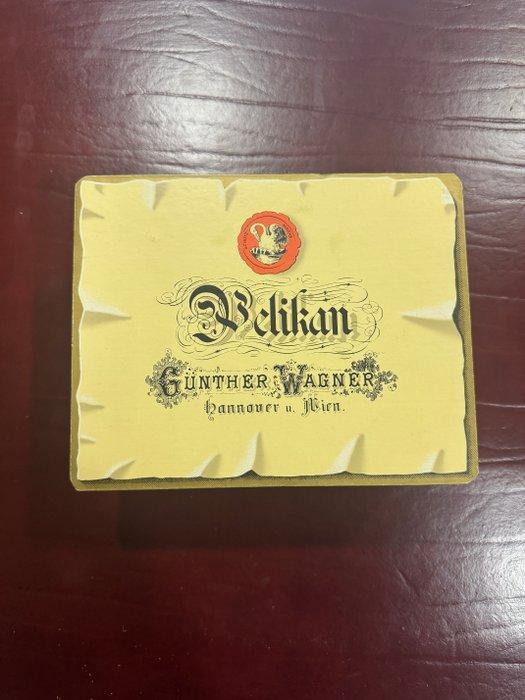 Pelikan
GÜNTHER WAGNER
Hannover u. Wien.